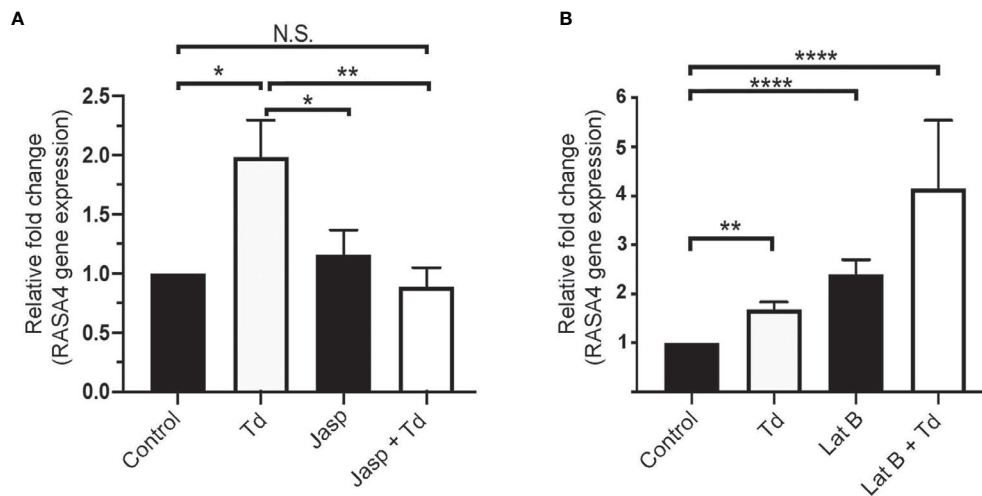 A
N.S.
*
**
*
Relative fold change
(RASA4 gene expression)
2.5
2.0
1.5
1.0
0.5
0.0
Control
Td
Jasp
Jasp + Td
B
****
****
**
Relative fold change
(RASA4 gene expression)
6
5
4
3
2
1
Control
Td
Lat B
Lat B + Td